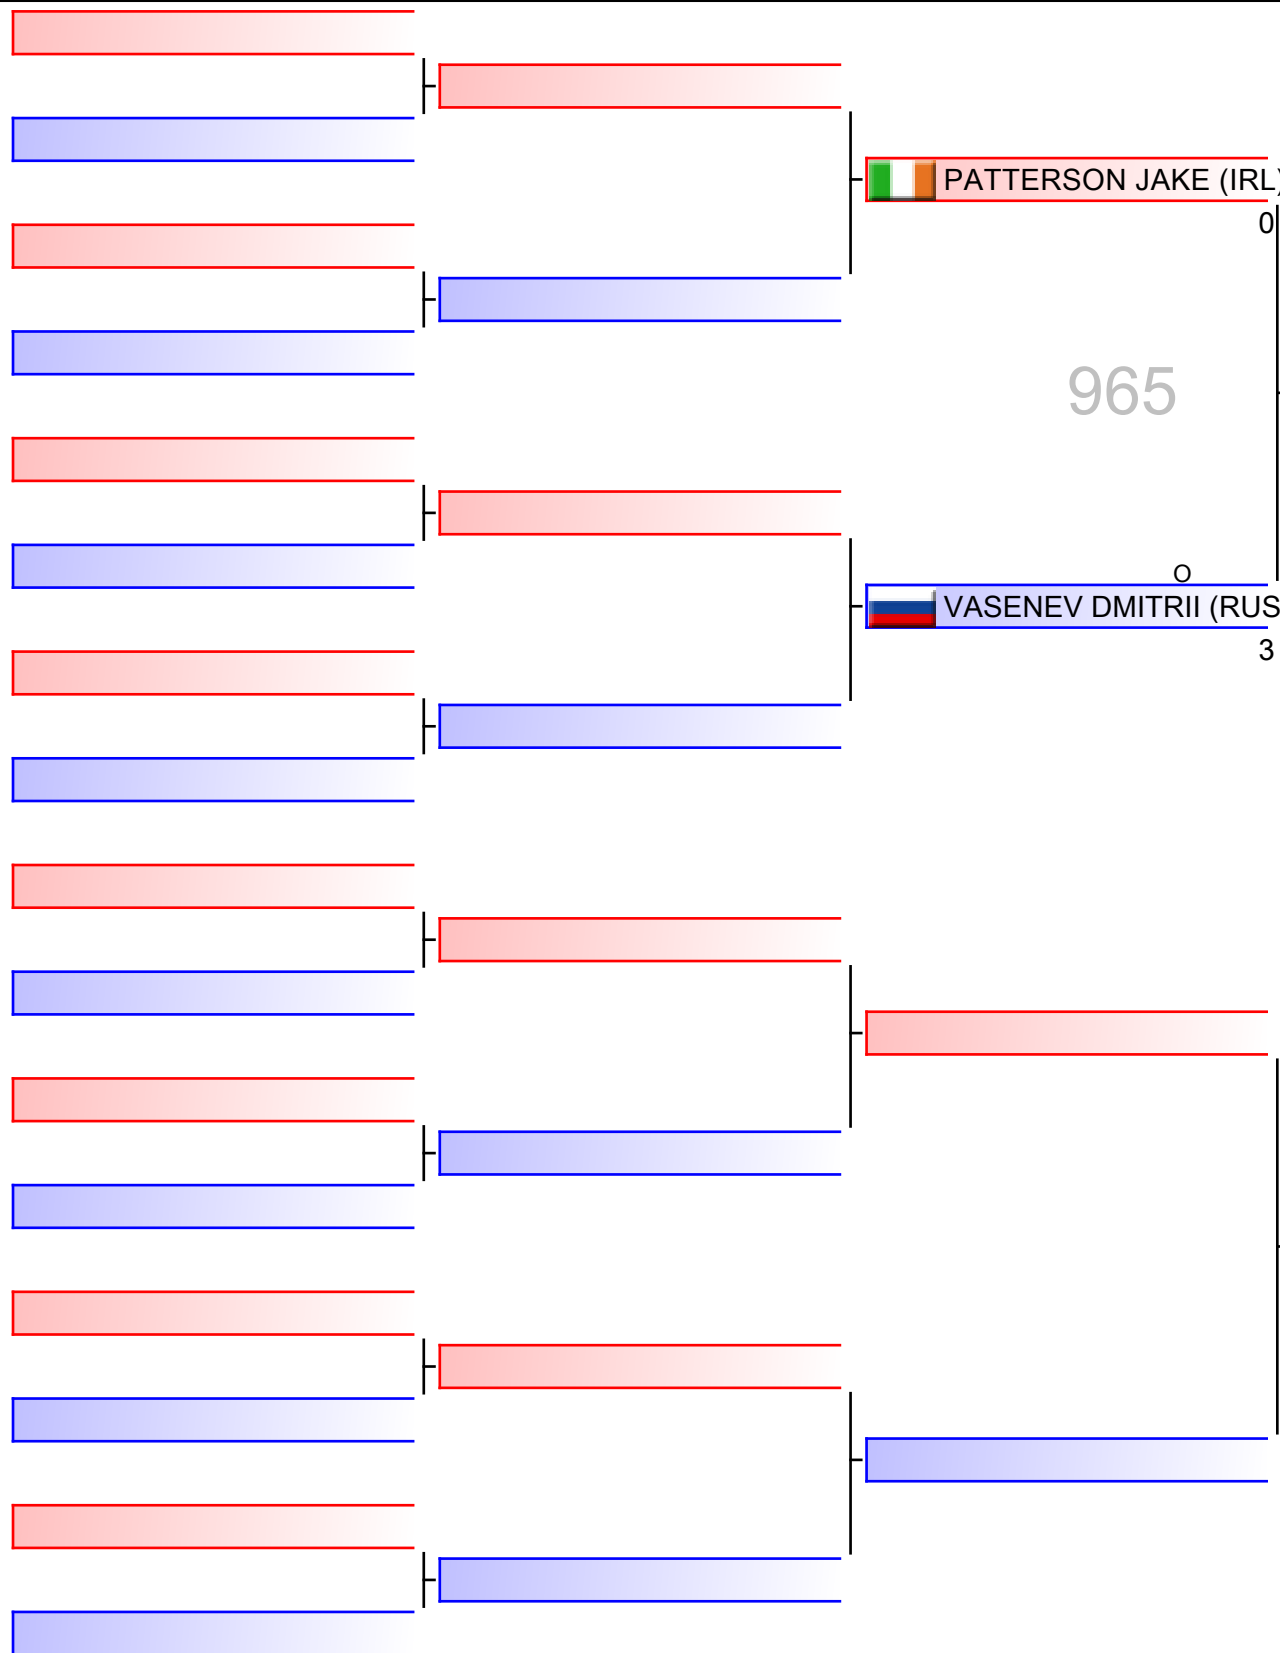 PATTERSON JAKE (IRL)
0
965
O
VASENEV DMITRII (RUS
3